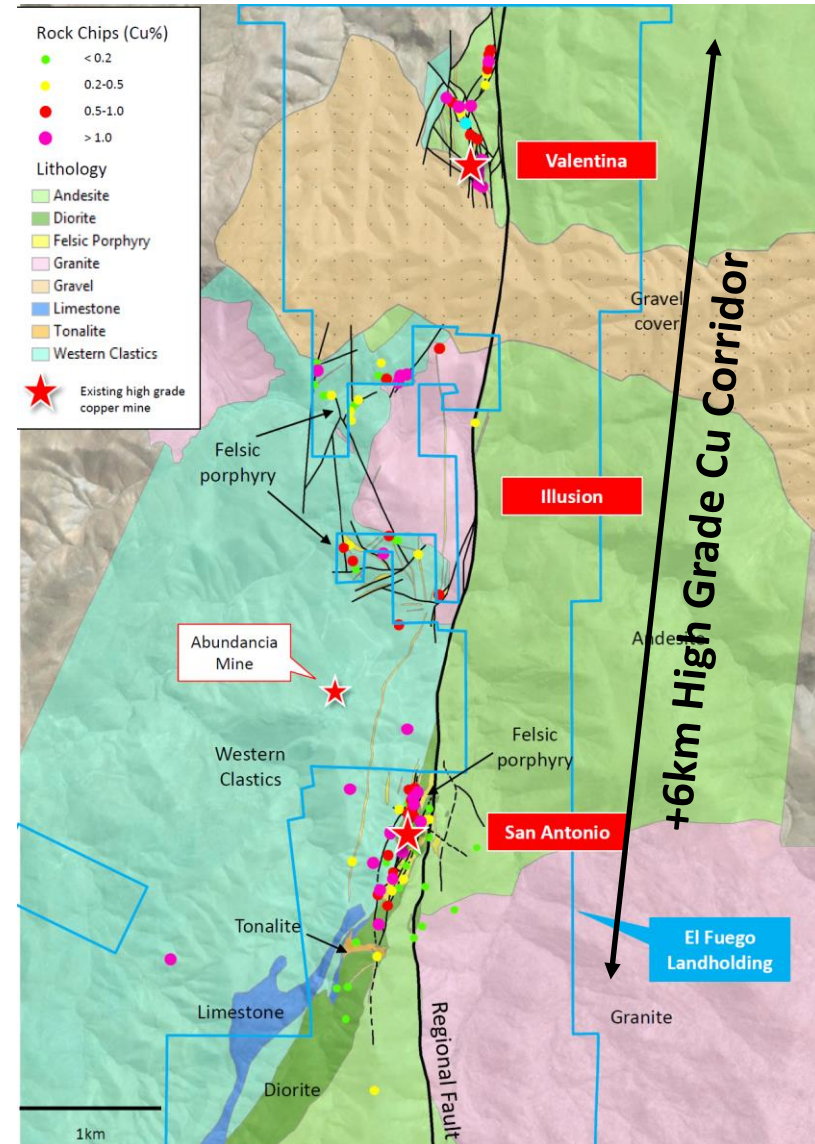 Rock Chips (Cu%)
< 0.2
0.2-0.5
0.5-1.0
> 1.0
Lithology
Andesite
Diorite
Felsic Porphyry
Granite
Gravel
Limestone
Tonalite
Western Clastics
Existing high grade
copper mine
Valentina
Gravel
cover
+6km High Grade Cu Corridor
Felsic
porphyry
Illusion
Andesite
Abundancia
Mine
Western
Clastics
Felsic
porphyry
San Antonio
Tonalite
El Fuego
Landholding
Limestone
Granite
Regional Fault
Diorite
1km